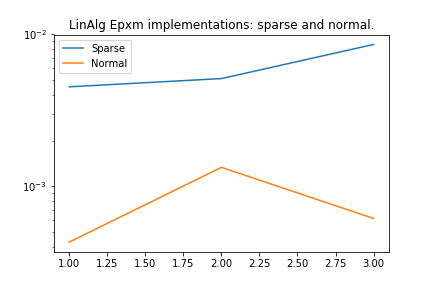 LinAlg Epxm implementations: sparse and normal.
10⁻²
Sparse
Normal
10⁻³
1.00 1.25 1.50 1.75 2.00 2.25 2.50 2.75 3.00